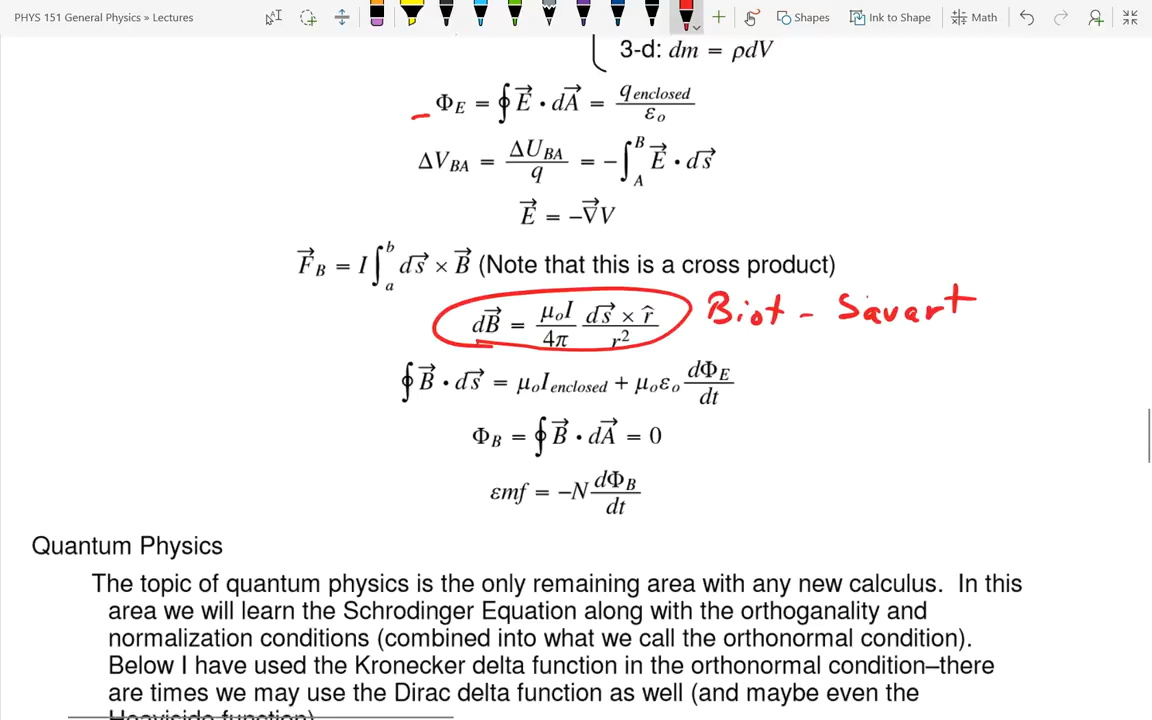 PHYS 151 General Physics » Lectures
Shapes
Ink to Shape
Math
3-d: dm = ρdV
Φ_E = ∮E⃗ • dA⃗ = q_enclosed / ε_o
ΔV_BA = ΔU_BA / q = −∫_A^B E⃗ • ds⃗
E⃗ = −∇⃗V
F⃗_B = I∫_a^b ds⃗ × B⃗ (Note that this is a cross product)
dB⃗ = μ_oI / 4π ds⃗ × r̂ / r² Biot - Savart
∮B⃗ • ds⃗ = μ_oI_enclosed + μ_oε_o dΦ_E / dt
Φ_B = ∮B⃗ • dA⃗ = 0
εmf = −N dΦ_B / dt
Quantum Physics
The topic of quantum physics is the only remaining area with any new calculus. In this
area we will learn the Schrodinger Equation along with the orthoganality and
normalization conditions (combined into what we call the orthonormal condition).
Below I have used the Kronecker delta function in the orthonormal condition–there
are times we may use the Dirac delta function as well (and maybe even the
Heaviside function)